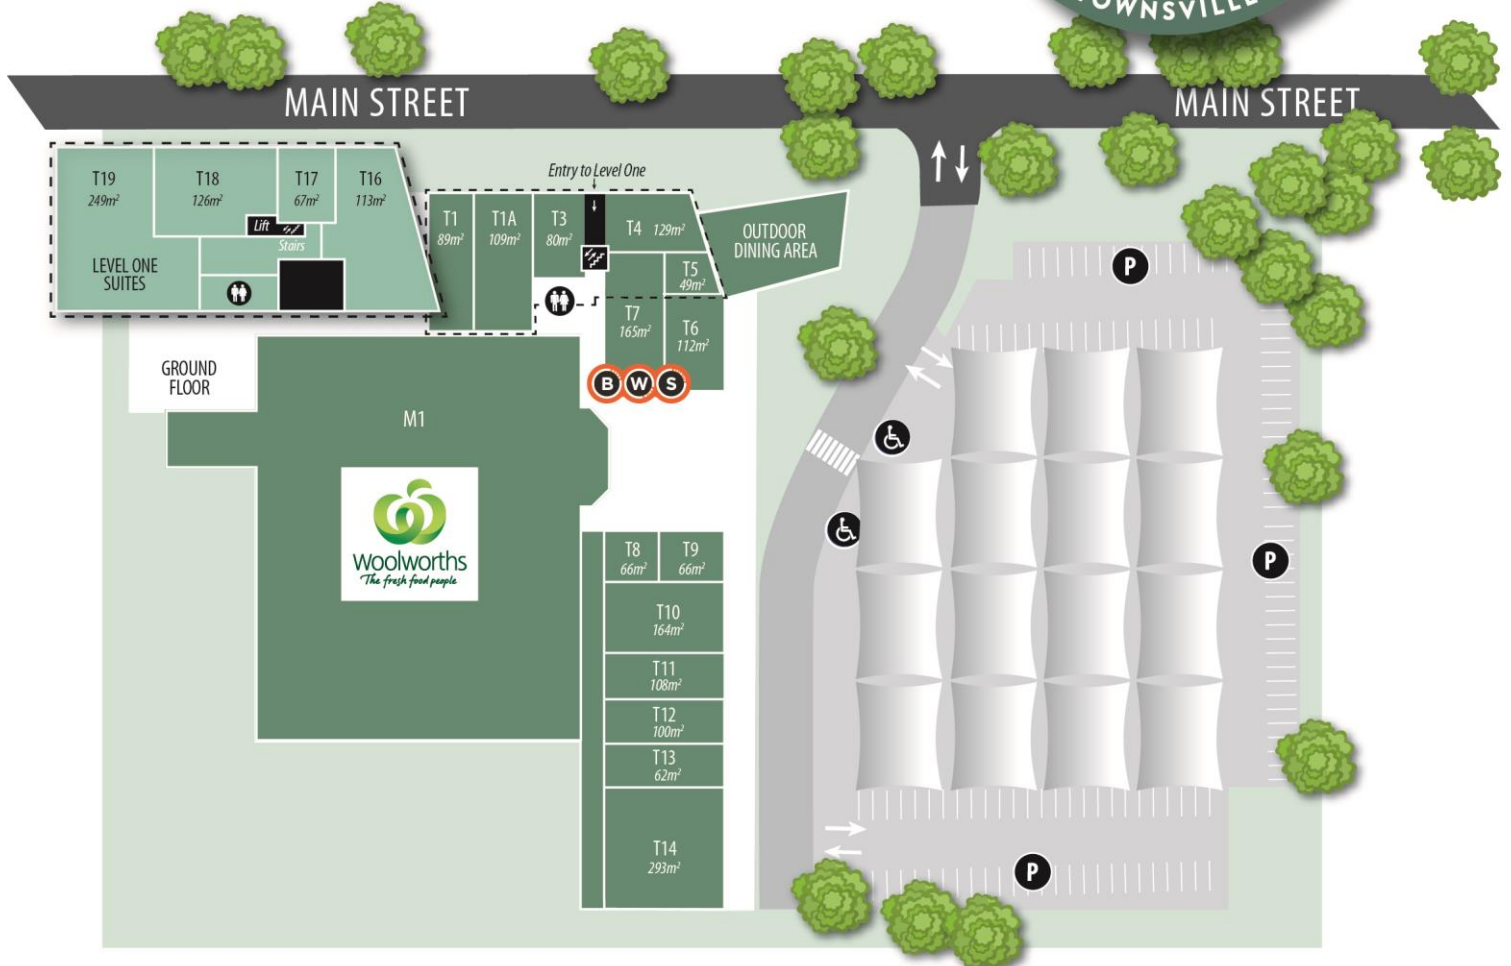 TOWNSVILLE
MAIN STREET
MAIN STREET
T19
249m²
T18
126m²
T17
67m²
T16
113m²
Lift
Stairs
LEVEL ONE
SUITES
Entry to Level One
T1
89m²
T1A
109m²
T3
80m²
T4 129m²
T5
49m²
T7
165m²
T6
112m²
OUTDOOR
DINING AREA
P
GROUND
FLOOR
B W S
M1
Woolworths
The fresh food people
T8
66m²
T9
66m²
T10
164m²
T11
108m²
T12
100m²
T13
62m²
T14
293m²
P
P